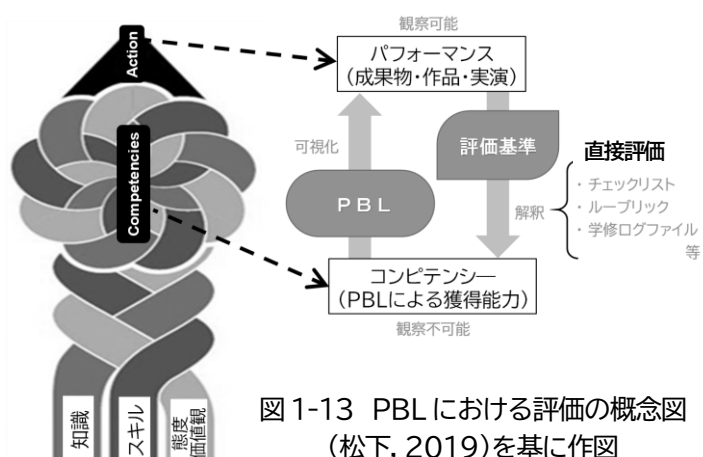 観察可能
Action
パフォーマンス
(成果物・作品・実演)
可視化
評価基準
直接評価
・チェックリスト
・ルーブリック
・学修ログファイル
等
PBL
解釈
Competencies
コンピテンシー
(PBLによる獲得能力)
観察不可能
知識
スキル
態度
価値観
図1-13 PBLにおける評価の概念図
(松下, 2019)を基に作図